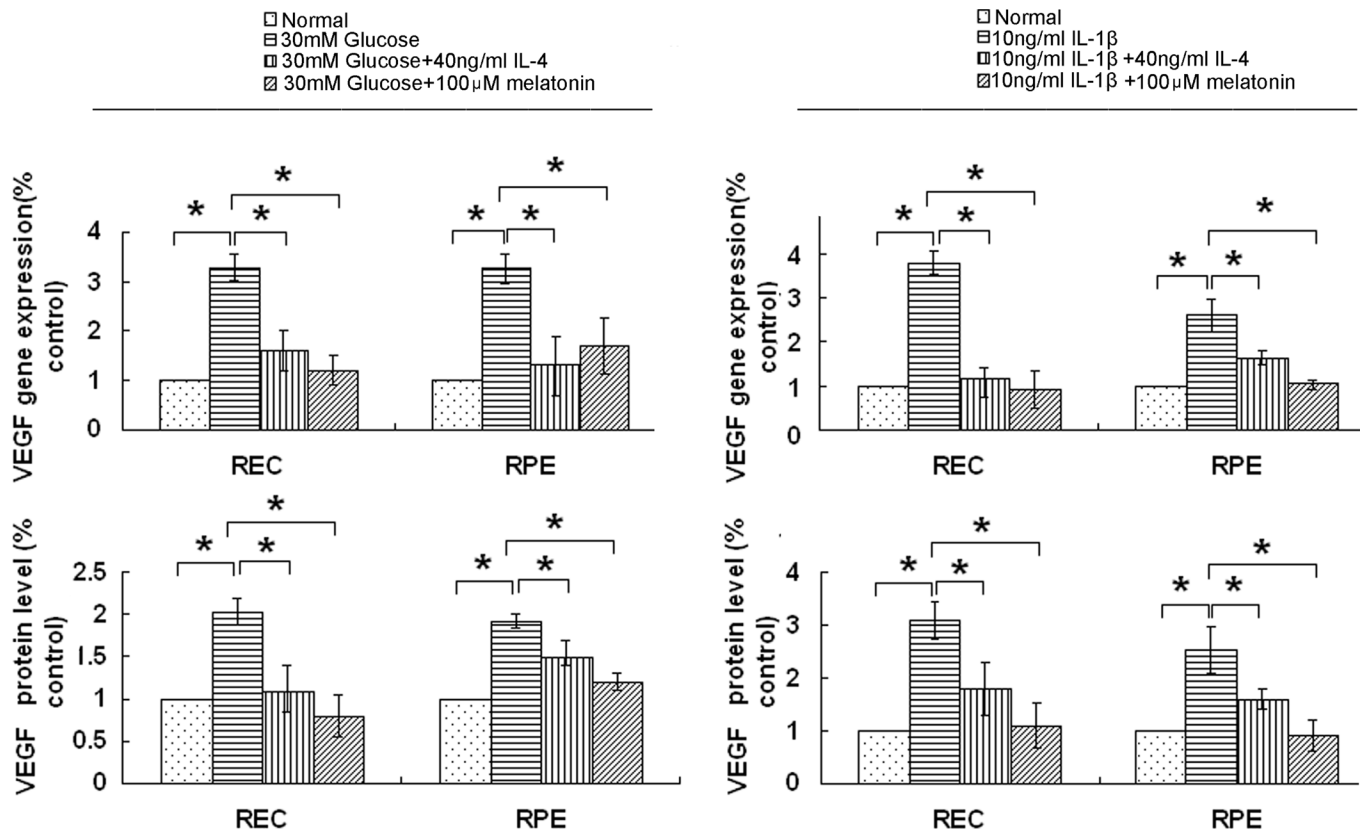 Normal
30mM Glucose
30mM Glucose+40ng/ml IL-4
30mM Glucose+100μM melatonin
Normal
10ng/ml IL-1β
10ng/ml IL-1β +40ng/ml IL-4
10ng/ml IL-1β +100μM melatonin
VEGF gene expression(%
control)
4
3
2
1
0
* * *
* * *
REC
RPE
VEGF gene expression(%
control)
4
3
2
1
0
* * *
* * *
REC
RPE
VEGF protein level (%
control)
2.5
2
1.5
1
0.5
0
* * *
* * *
REC
RPE
VEGF protein level (%
control)
4
3
2
1
0
* * *
* * *
REC
RPE